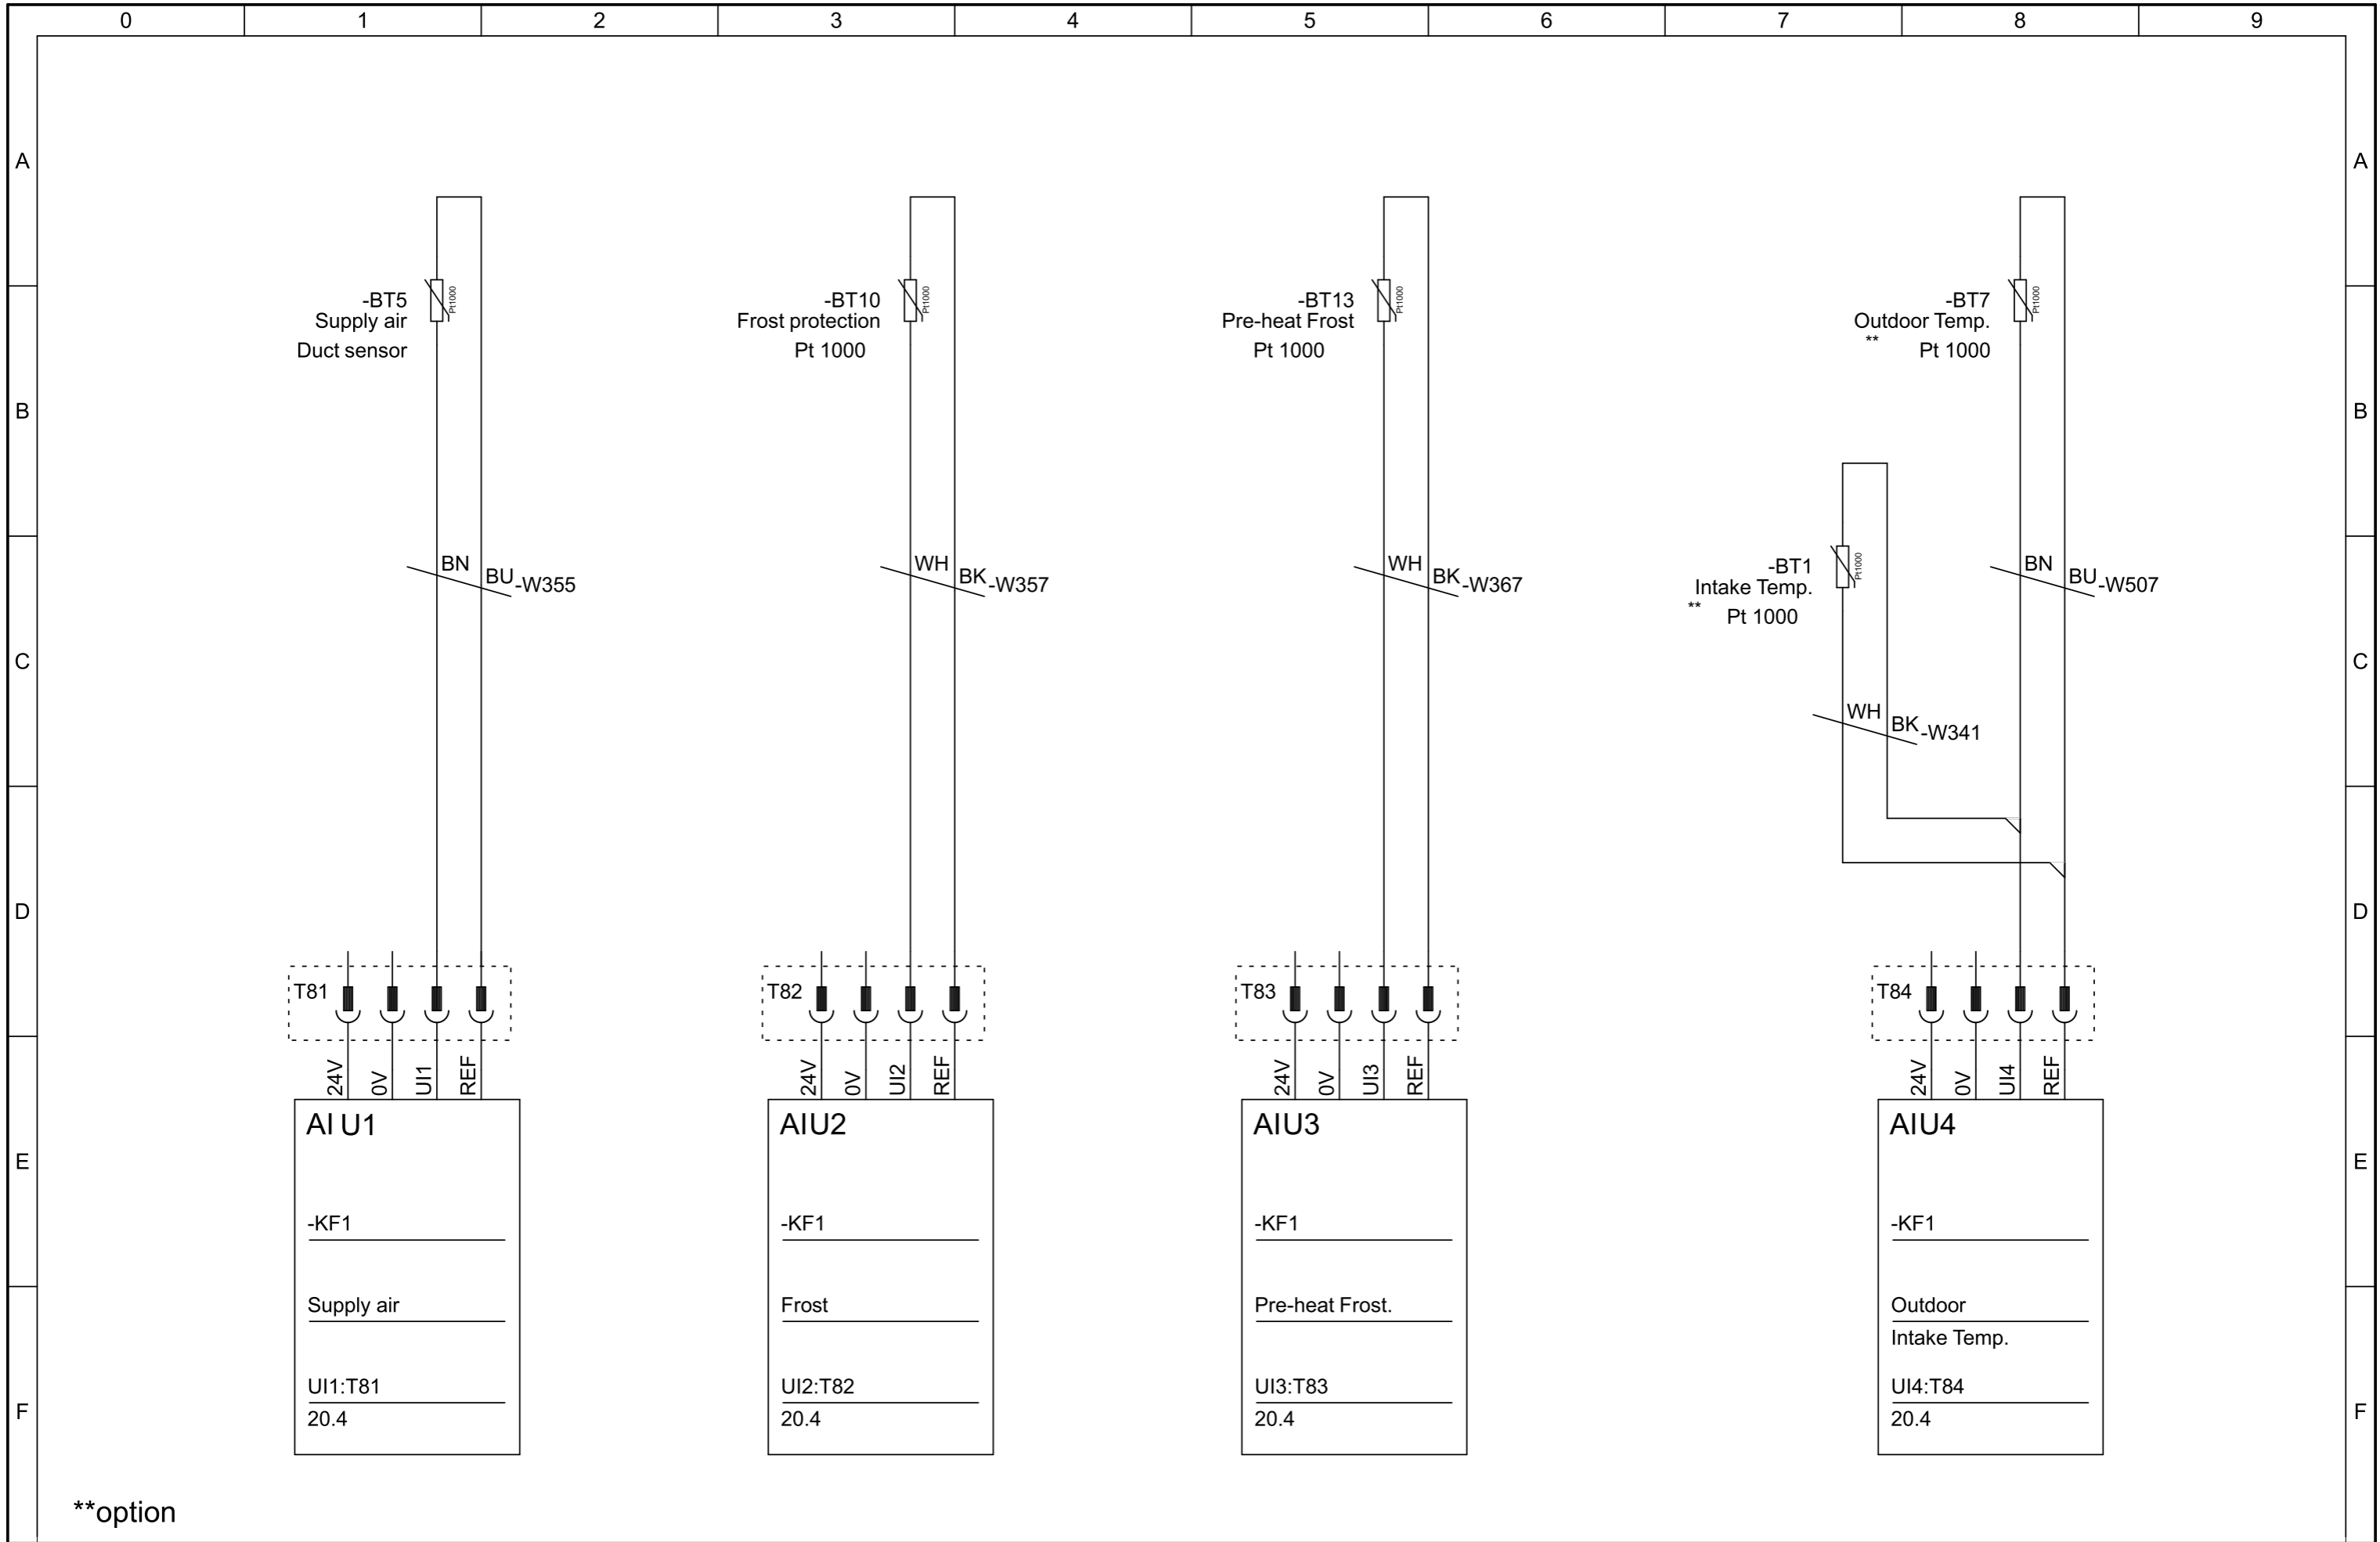 0 1 2 3 4 5 6 7 8 9
A A
-BT5
Supply air
Duct sensor
Pt1000
-BT10
Frost protection
Pt 1000
Pt1000
-BT13
Pre-heat Frost
Pt 1000
Pt1000
-BT7
Outdoor Temp.
** Pt 1000
Pt1000
B B
BN BU -W355
WH BK -W357
WH BK -W367
-BT1
Intake Temp.
** Pt 1000
Pt1000
BN BU -W507
C C
WH BK -W341
D D
T81
24V 0V UI1 REF
T82
24V 0V UI2 REF
T83
24V 0V UI3 REF
T84
24V 0V UI4 REF
E E
AI U1
-KF1
Supply air
UI1:T81
20.4
AIU2
-KF1
Frost
UI2:T82
20.4
AIU3
-KF1
Pre-heat Frost.
UI3:T83
20.4
AIU4
-KF1
Outdoor
Intake Temp.
UI4:T84
20.4
F F
**option